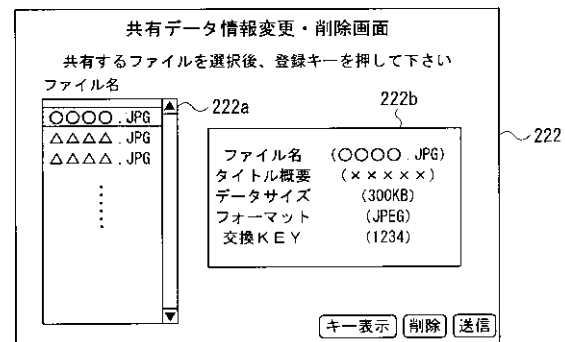 共有データ情報変更・削除画面
共有するファイルを選択後、登録キーを押して下さい
ファイル名
○○○○.JPG
△△△△.JPG
△△△△.JPG
222a
222b
222
ファイル名 (○○○○.JPG)
タイトル概要 (×××××)
データサイズ (300KB)
フォーマット (JPEG)
交換KEY (1234)
キー表示 削除 送信